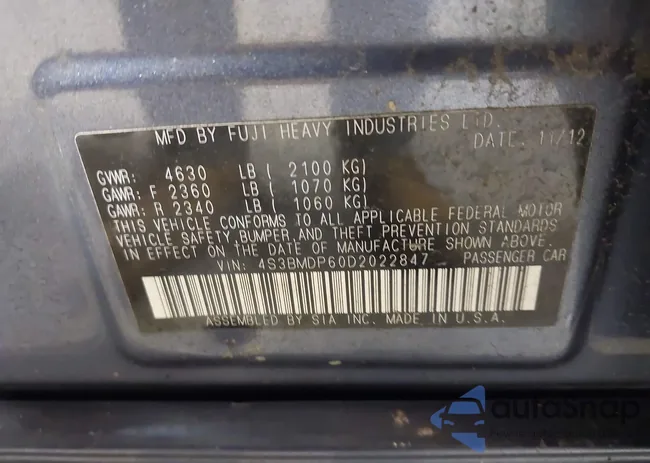 MFD BY FUJI HEAVY INDUSTRIES LTD.
DATE. 11/12
GVWR: 4630 LB ( 2100 KG)
GAWR: F 2360 LB ( 1070 KG)
GAWR: R 2340 LB ( 1060 KG)
THIS VEHICLE CONFORMS TO ALL APPLICABLE FEDERAL MOTOR
VEHICLE SAFETY, BUMPER AND THEFT PREVENTION STANDARDS
IN EFFECT ON THE DATE OF MANUFACTURE SHOWN ABOVE.
VIN: 4S3BMDP60D2022847 PASSENGER CAR
ASSEMBLED BY SIA INC. MADE IN U.S.A.
autoSnap